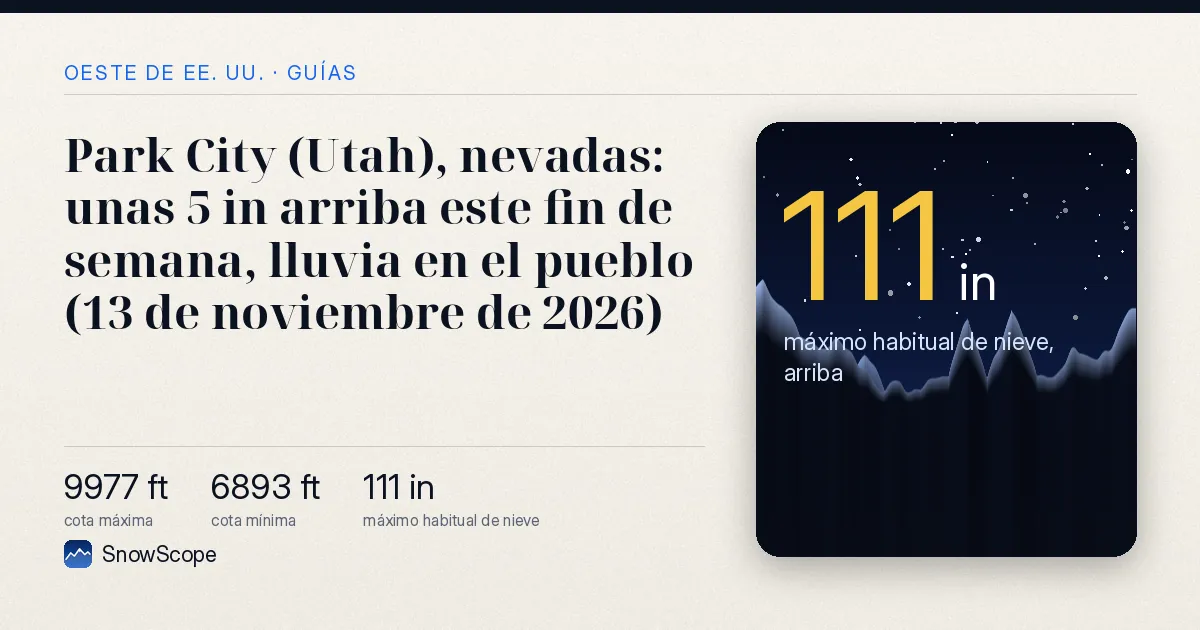 OESTE DE EE. UU. · GUÍAS
Park City (Utah), nevadas:
unas 5 in arriba este fin de
semana, lluvia en el pueblo
(13 de noviembre de 2026)
111 in
máximo habitual de nieve,
arriba
9977 ft
cota máxima
6893 ft
cota mínima
111 in
máximo habitual de nieve
SnowScope